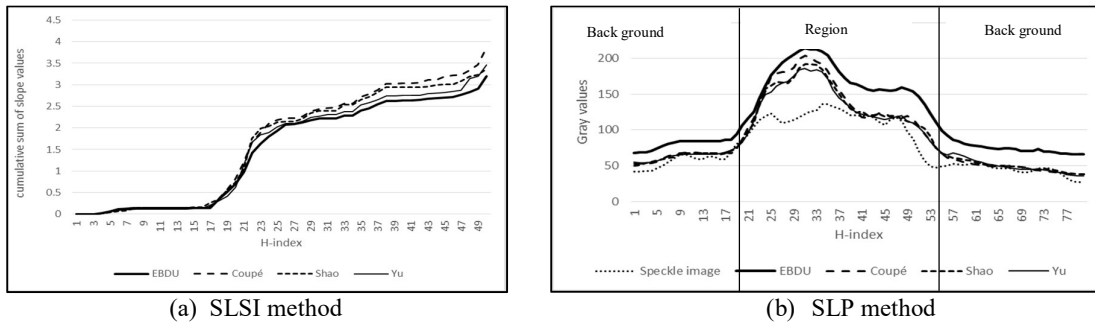 4.5
4
3.5
3
2.5
2
1.5
1
0.5
0
cumulative sum of slope values
1 3 5 7 9 11 13 15 17 19 21 23 25 27 29 31 33 35 37 39 41 43 45 47 49
H-index
EBDU Coupé Shao Yu
(a) SLSI method
Back ground Region Back ground
200
150
100
50
0
Gray values
1 5 9 13 17 21 25 29 33 37 41 45 49 53 57 61 65 69 73 77
H-index
Speckle image EBDU Coupé Shao Yu
(b) SLP method